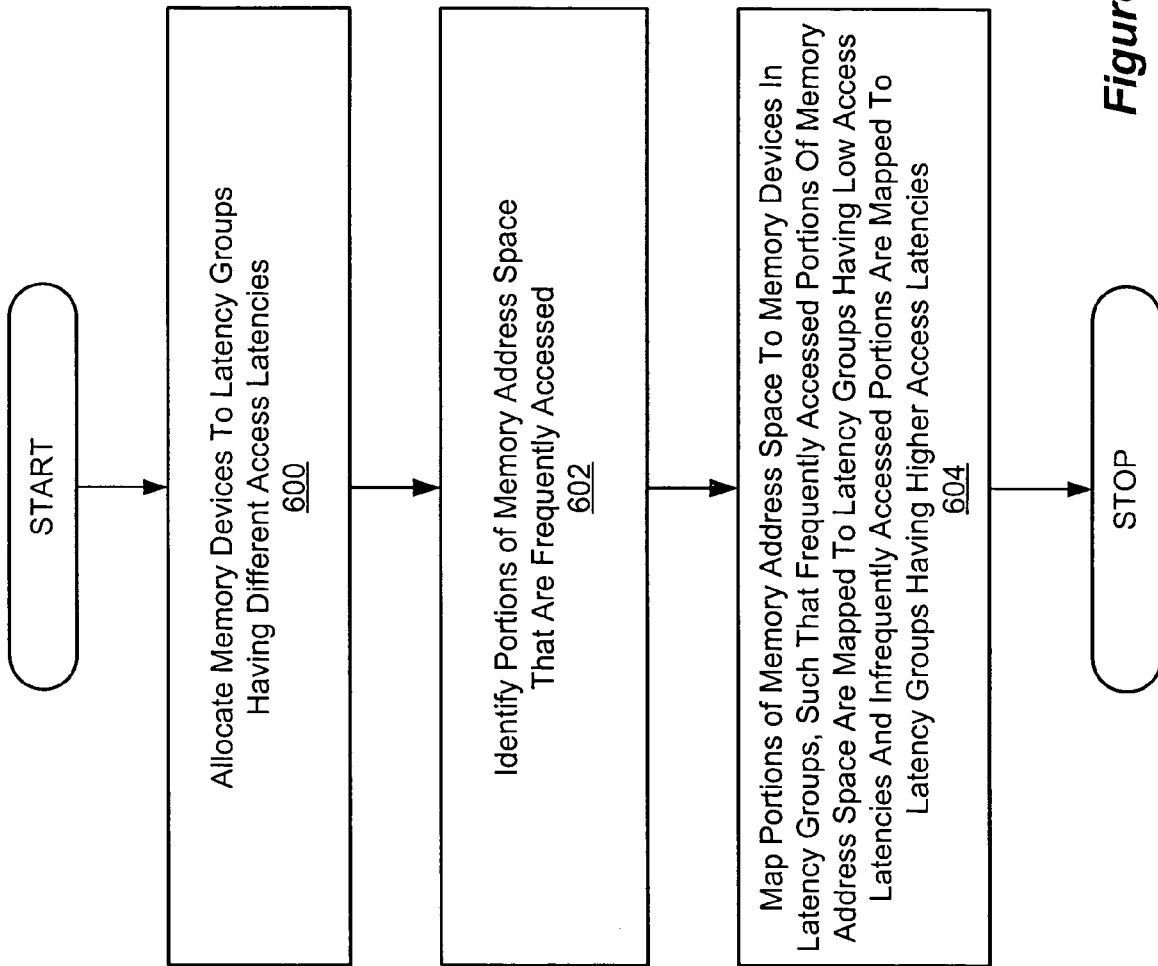 START
Allocate Memory Devices To Latency Groups
Having Different Access Latencies
600
Identify Portions of Memory Address Space
That Are Frequently Accessed
602
Map Portions of Memory Address Space To Memory Devices In
Latency Groups, Such That Frequently Accessed Portions Of Memory
Address Space Are Mapped To Latency Groups Having Low Access
Latencies And Infrequently Accessed Portions Are Mapped To
Latency Groups Having Higher Access Latencies
604
STOP
Figure